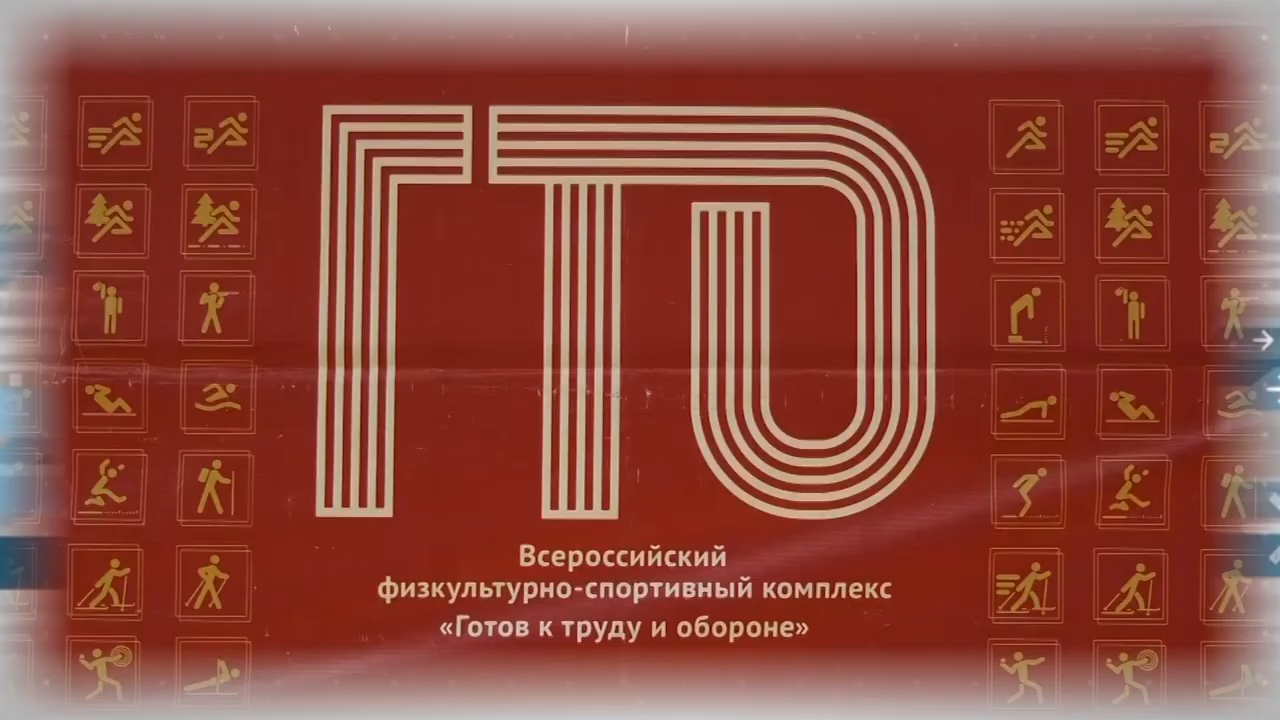 ГТО
Всероссийский
физкультурно-спортивный комплекс
«Готов к труду и обороне»